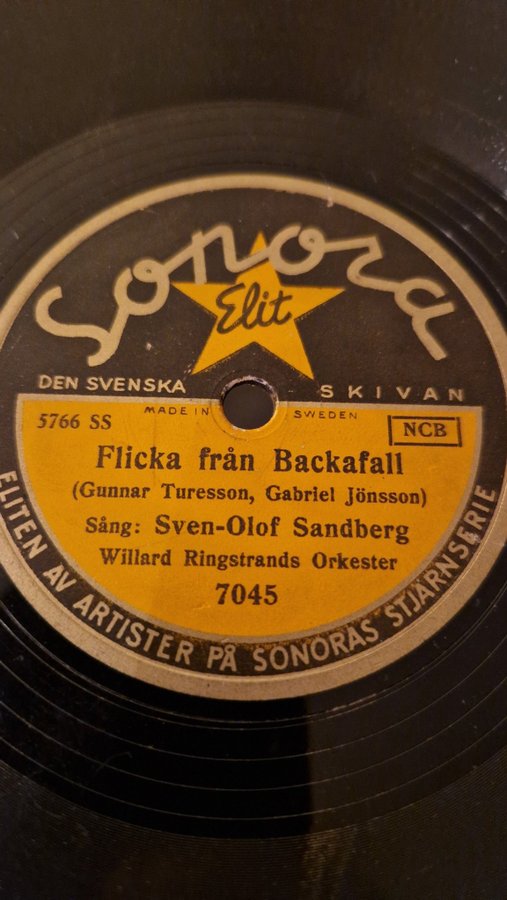 Sonora
Elit
DEN SVENSKA SKIVAN
MADE IN SWEDEN
5766 SS
NCB
Flicka från Backafall
(Gunnar Turesson, Gabriel Jönsson)
Sång: Sven-Olof Sandberg
Willard Ringstrands Orkester
7045
ELITEN AV ARTISTER PÅ SONORAS STJÄRNSERIE